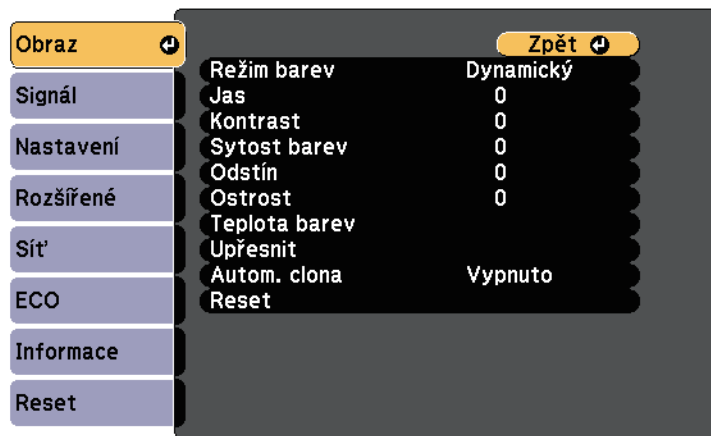 Obraz
Signál
Nastavení
Rozšířené
Síť
ECO
Informace
Reset
Zpět
Režim barev Dynamický
Jas 0
Kontrast 0
Sytost barev 0
Odstín 0
Ostrost 0
Teplota barev
Upřesnit
Autom. clona Vypnuto
Reset